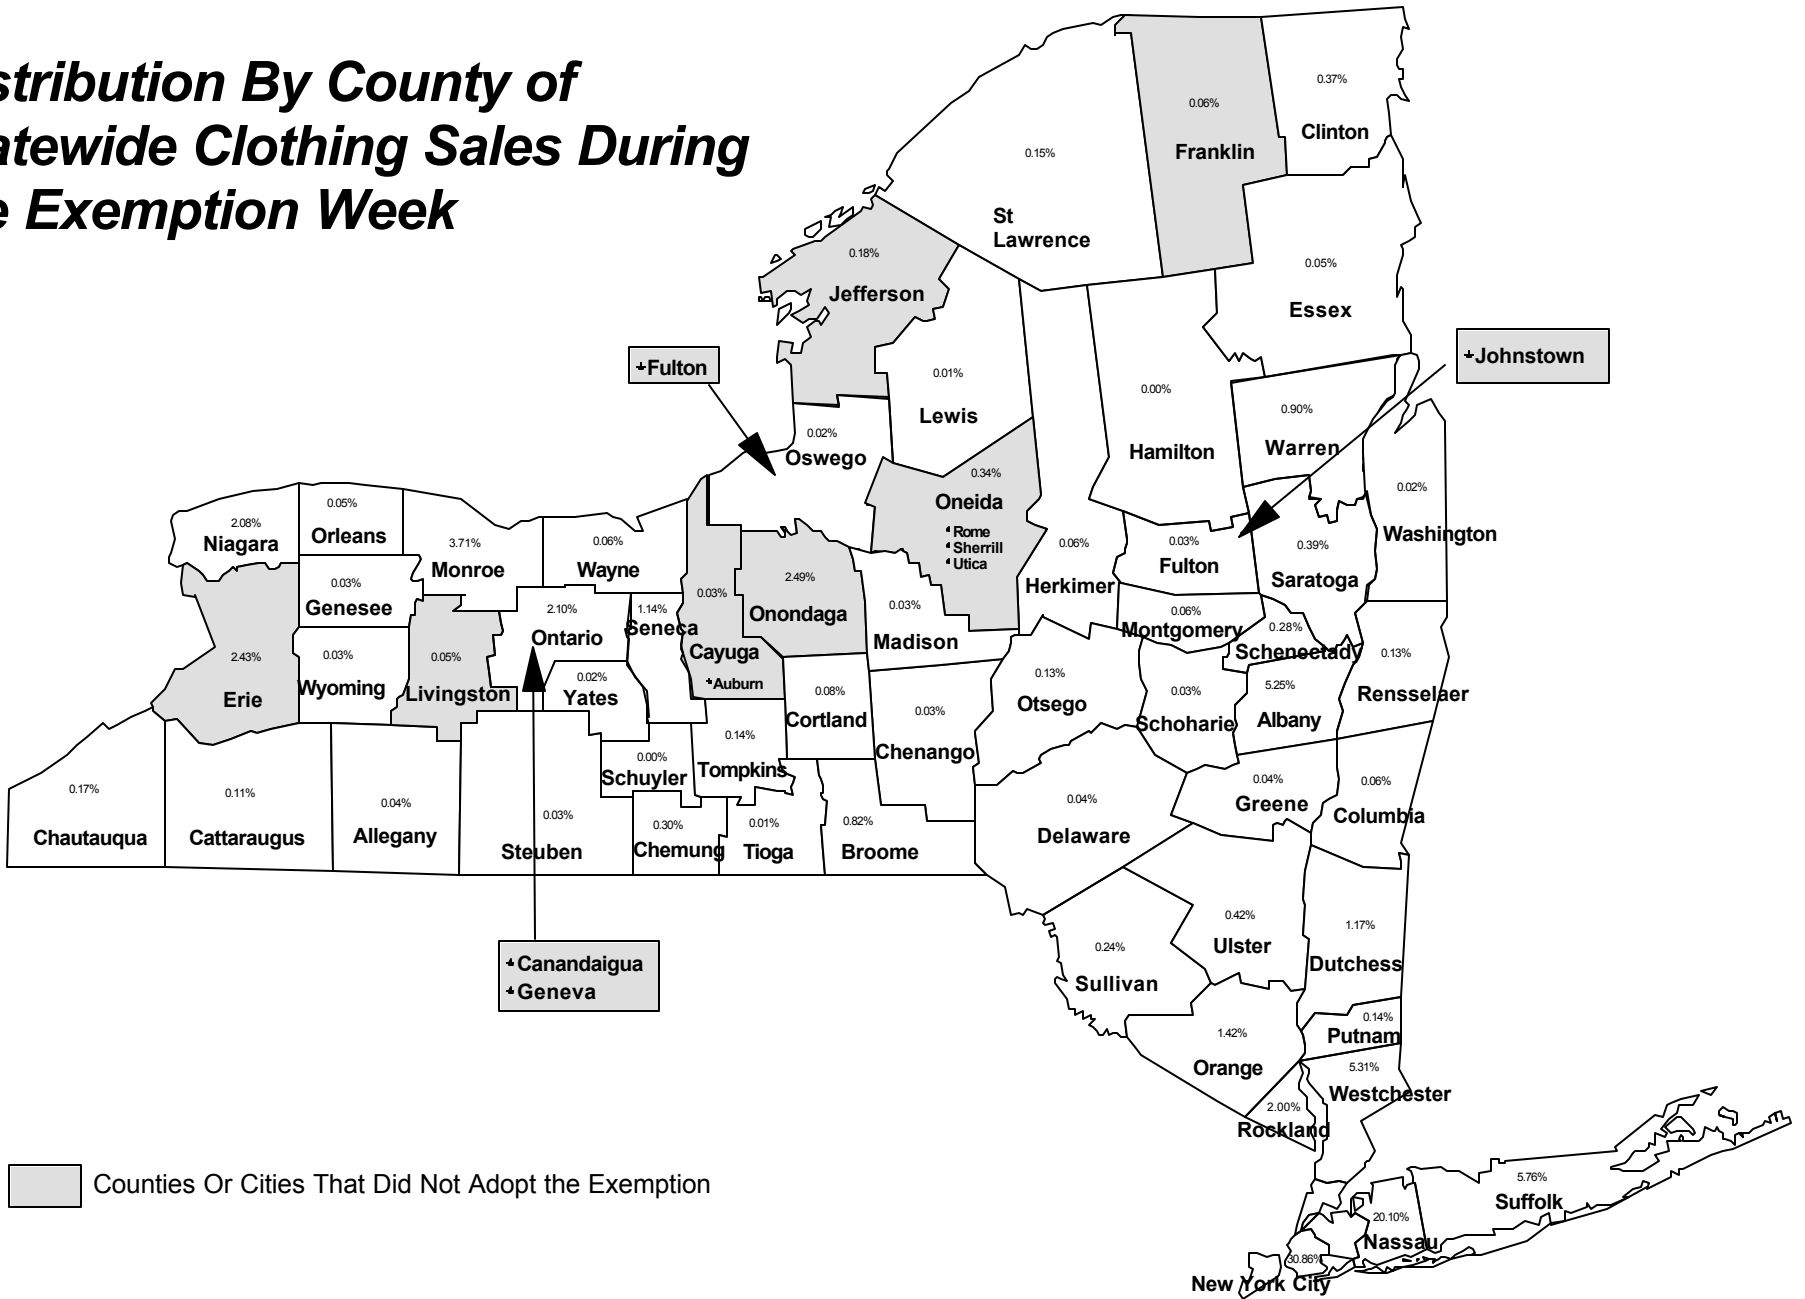 stribution By County of
atewide Clothing Sales During
e Exemption Week
0.37%
Clinton
0.06%
Franklin
0.15%
St
Lawrence
0.18%
Jefferson
0.05%
Essex
Fulton
Johnstown
0.01%
Lewis
0.00%
Hamilton
0.90%
Warren
0.02%
Oswego
0.34%
Oneida
Rome
Sherrill
Utica
0.02%
Washington
2.08%
Niagara
0.05%
Orleans
3.71%
Monroe
0.06%
Wayne
0.06%
Herkimer
0.03%
Fulton
0.39%
Saratoga
0.03%
Genesee
2.10%
Ontario
1.14%
Seneca
0.03%
Cayuga
Auburn
2.49%
Onondaga
0.03%
Madison
0.06%
Montgomery
0.28%
Schenectady
0.13%
Rensselaer
2.43%
Erie
0.03%
Wyoming
0.05%
Livingston
0.02%
Yates
0.08%
Cortland
0.03%
Chenango
0.13%
Otsego
0.03%
Schoharie
5.25%
Albany
0.14%
Tompkins
0.00%
Schuyler
0.17%
Chautauqua
0.11%
Cattaraugus
0.04%
Allegany
0.03%
Steuben
0.30%
Chemung
0.01%
Tioga
0.82%
Broome
0.04%
Delaware
0.04%
Greene
0.06%
Columbia
Canandaigua
Geneva
0.24%
Sullivan
0.42%
Ulster
1.17%
Dutchess
1.42%
Orange
0.14%
Putnam
5.31%
Westchester
2.00%
Rockland
Counties Or Cities That Did Not Adopt the Exemption
5.76%
Suffolk
20.10%
Nassau
30.86%
New York City